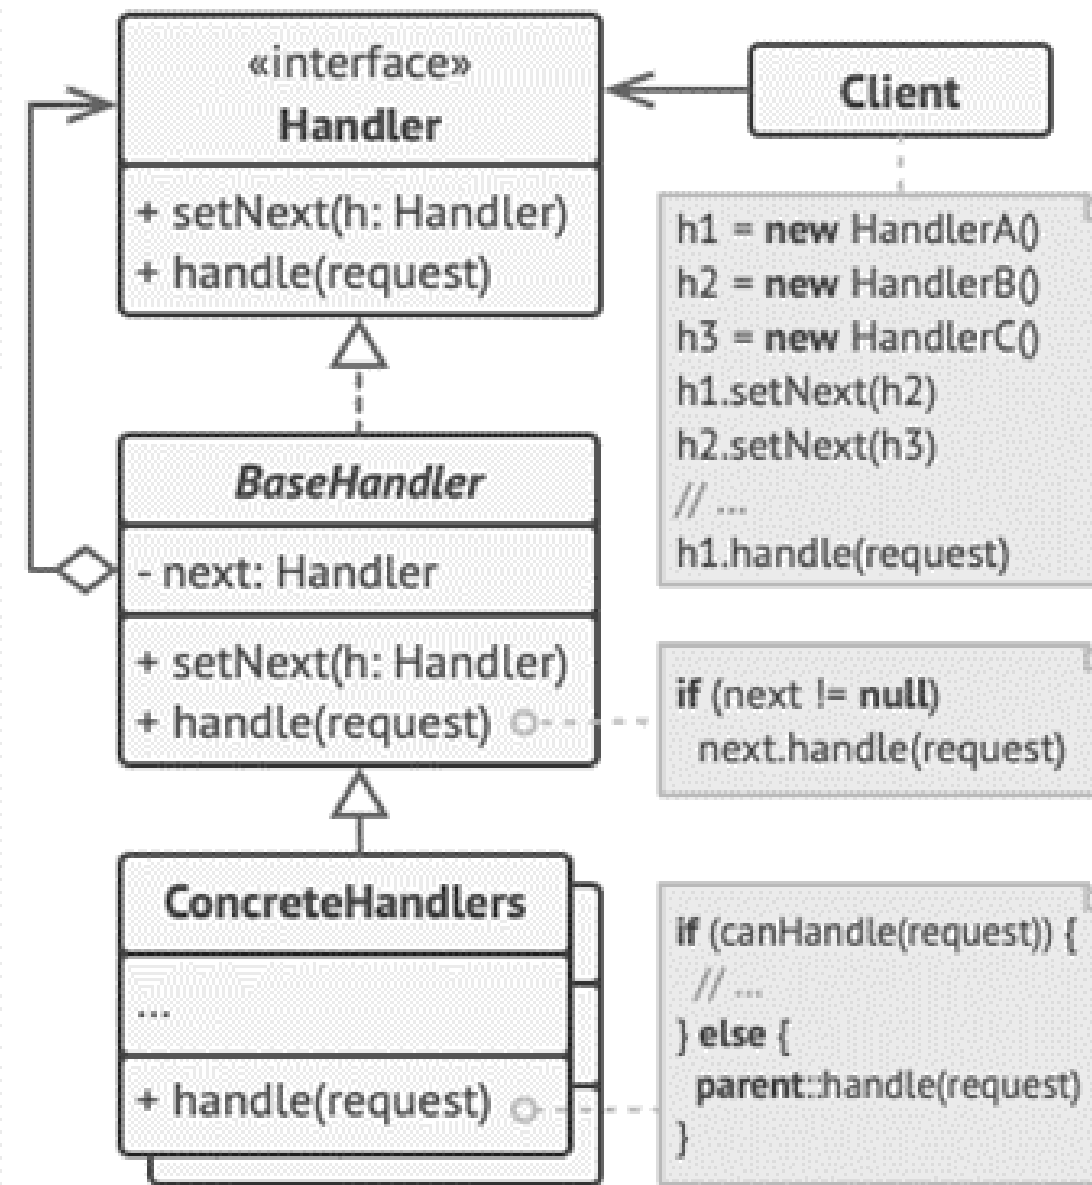 «interface»
Handler
+ setNext(h: Handler)
+ handle(request)
Client
h1 = new HandlerA()
h2 = new HandlerB()
h3 = new HandlerC()
h1.setNext(h2)
h2.setNext(h3)
// ...
h1.handle(request)
BaseHandler
- next: Handler
+ setNext(h: Handler)
+ handle(request)
if (next != null)
next.handle(request)
ConcreteHandlers
...
+ handle(request)
if (canHandle(request)) {
// ...
} else {
parent::handle(request)
}